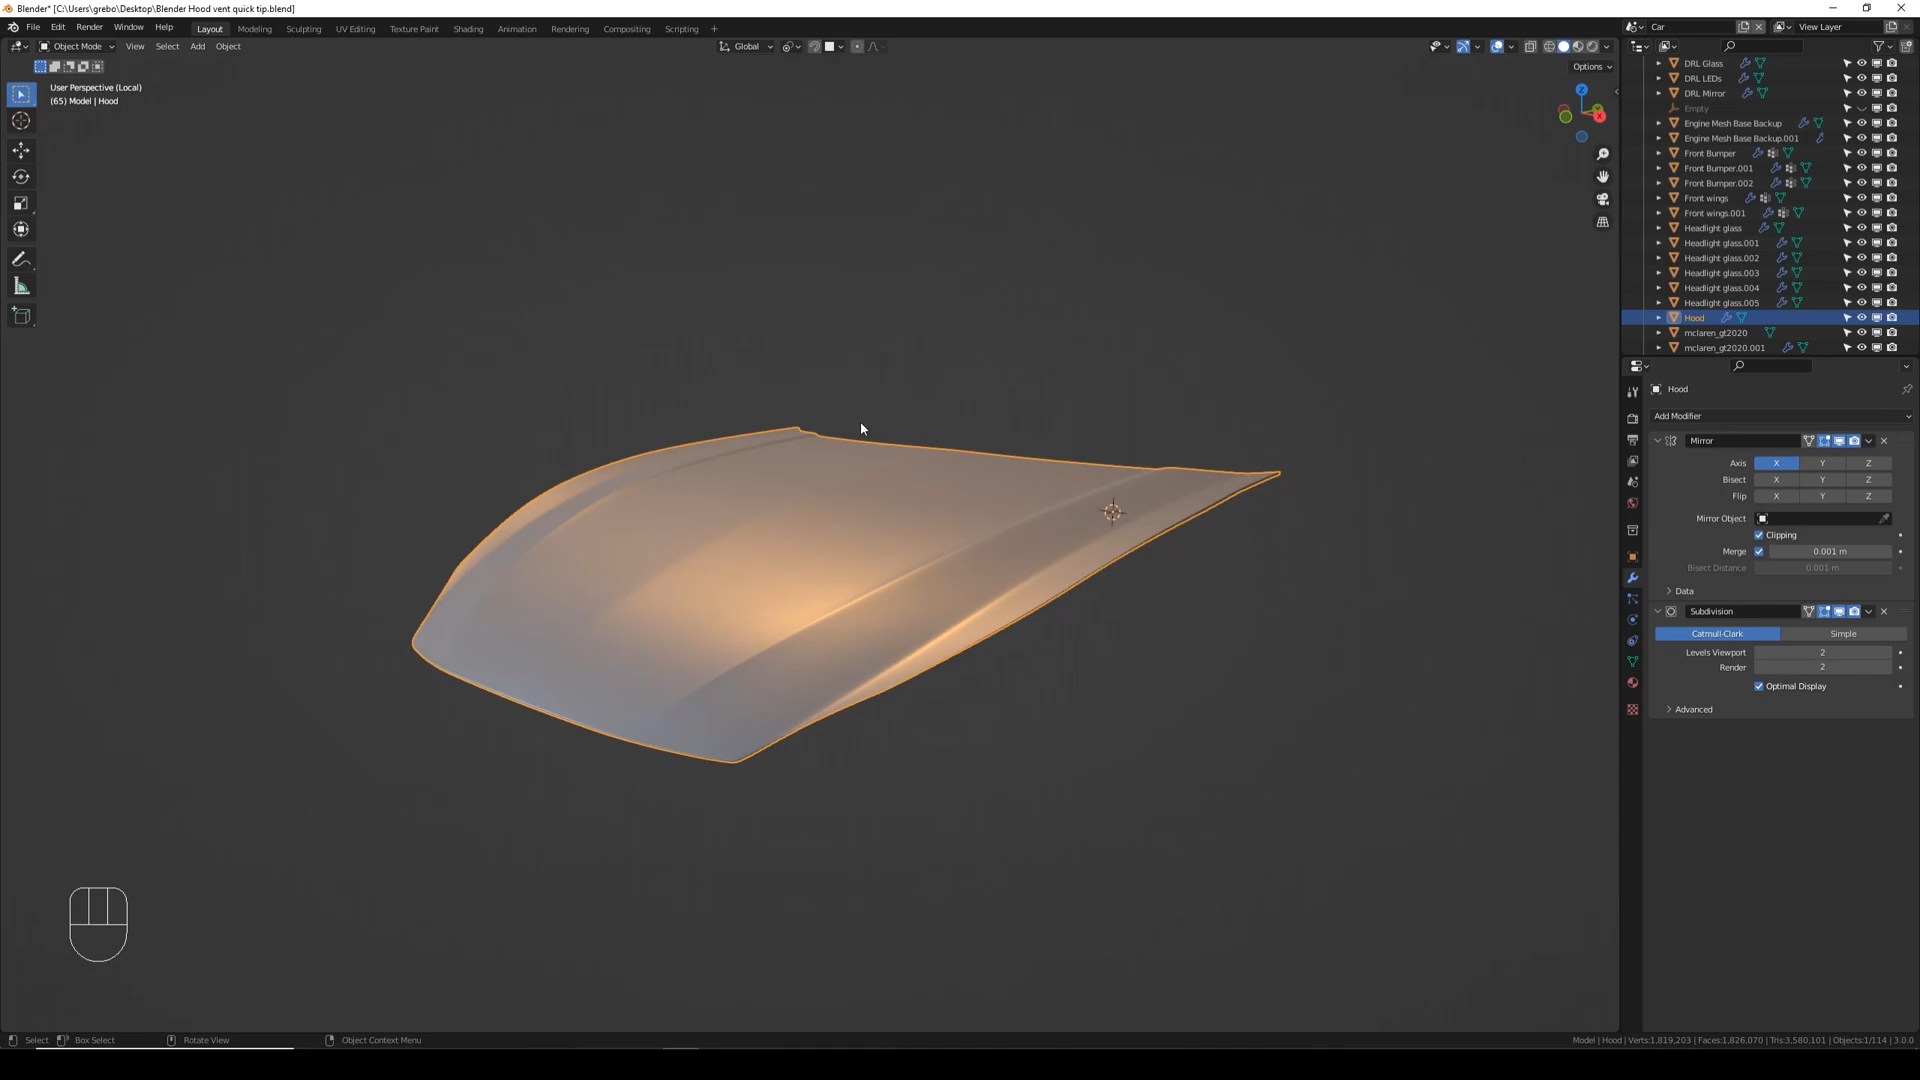 Blender* [C:\Users\grebo\Desktop\Blender Hood vent quick tip.blend]
File Edit Render Window Help Layout Modeling Sculpting UV Editing Texture Paint Shading Animation Rendering Compositing Scripting + Car View Layer
Object Mode View Select Add Object Global
Options
User Perspective (Local)
(65) Model | Hood
Z
X
DRL Glass
DRL LEDs
DRL Mirror
Empty
Engine Mesh Base Backup
Engine Mesh Base Backup.001
Front Bumper
Front Bumper.001
Front Bumper.002
Front wings
Front wings.001
Headlight glass
Headlight glass.001
Headlight glass.002
Headlight glass.003
Headlight glass.004
Headlight glass.005
Hood
mclaren_gt2020
mclaren_gt2020.001
Hood
Add Modifier
Mirror
Axis X Y Z
Bisect X Y Z
Flip X Y Z
Mirror Object
Clipping
Merge 0.001 m
Bisect Distance 0.001 m
Data
Subdivision
Catmull-Clark Simple
Levels Viewport 2
Render 2
Optimal Display
Advanced
Select Box Select Rotate View Object Context Menu Model | Hood | Verts:1,819,203 | Faces:1,826,070 | Tris:3,580,101 | Objects:1/114 | 3.0.0